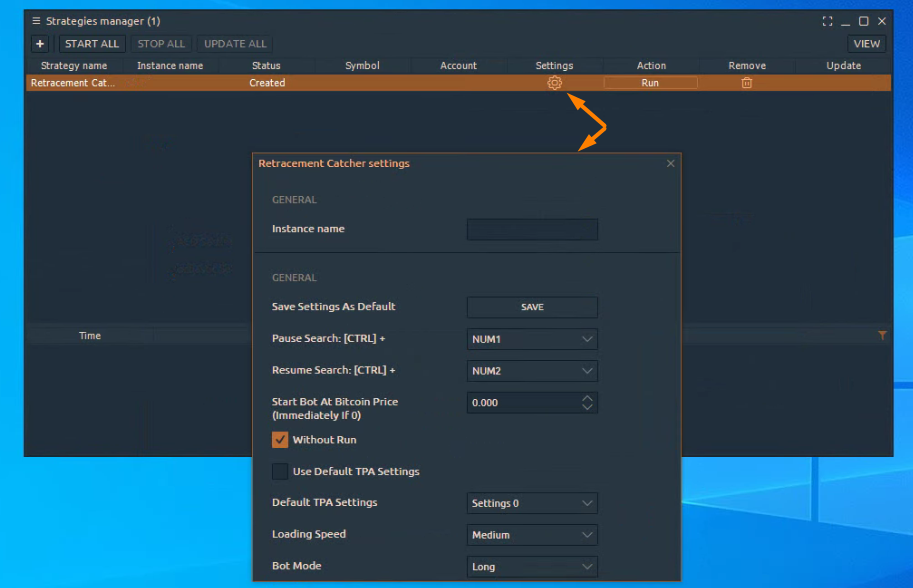 Strategies manager (1)
+ START ALL STOP ALL UPDATE ALL VIEW
Strategy name Instance name Status Symbol Account Settings Action Remove Update
Retracement Cat... Created Run
Retracement Catcher settings
GENERAL
Instance name
GENERAL
Save Settings As Default SAVE
Time
Pause Search: [CTRL] + NUM1
Resume Search: [CTRL] + NUM2
Start Bot At Bitcoin Price
(Immediately If 0) 0.000
Without Run
Use Default TPA Settings
Default TPA Settings Settings 0
Loading Speed Medium
Bot Mode Long